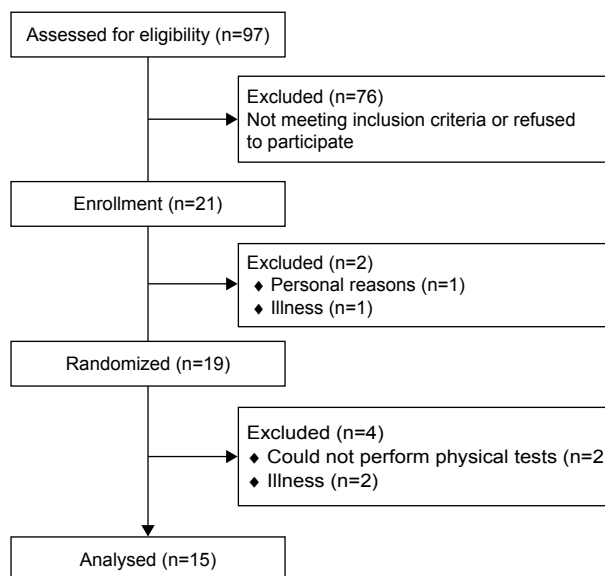 Assessed for eligibility (n=97)
Excluded (n=76)
Not meeting inclusion criteria or refused
to participate
Enrollment (n=21)
Excluded (n=2)
♦ Personal reasons (n=1)
♦ Illness (n=1)
Randomized (n=19)
Excluded (n=4)
♦ Could not perform physical tests (n=2
♦ Illness (n=2)
Analysed (n=15)